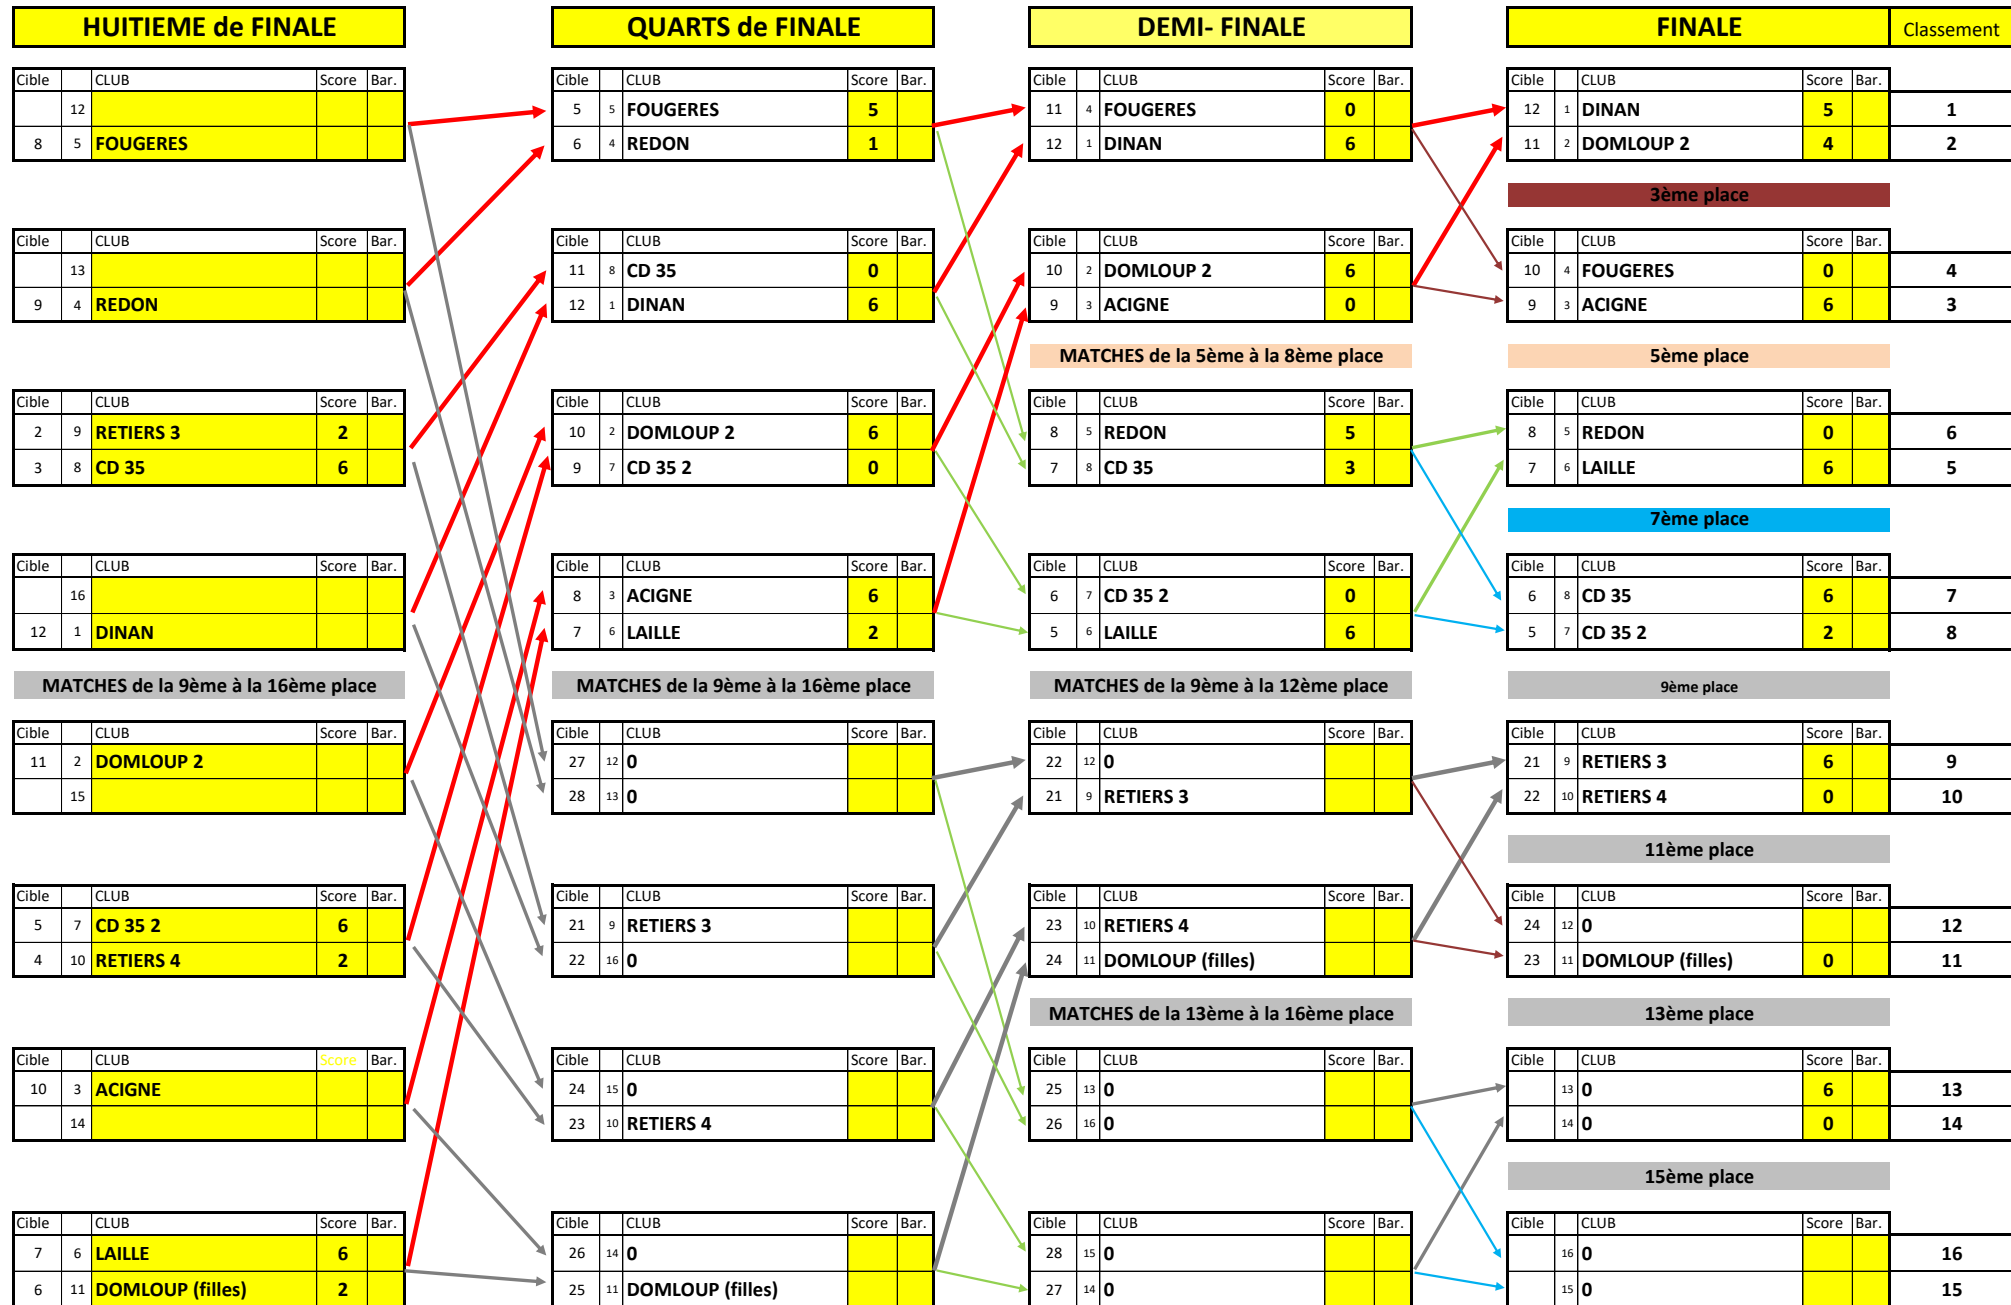 HUITIEME de FINALE QUARTS de FINALE DEMI- FINALE FINALE Classement
Cible CLUB Score Bar. Cible CLUB Score Bar. Cible CLUB Score Bar. Cible CLUB Score Bar.
12 5 5 FOUGERES 5 11 4 FOUGERES 0 12 1 DINAN 5 1
8 5 FOUGERES 6 4 REDON 1 12 1 DINAN 6 11 2 DOMLOUP 2 4 2
3ème place
Cible CLUB Score Bar. Cible CLUB Score Bar. Cible CLUB Score Bar. Cible CLUB Score Bar.
13 11 8 CD 35 0 10 2 DOMLOUP 2 6 10 4 FOUGERES 0 4
9 4 REDON 12 1 DINAN 6 9 3 ACIGNE 0 9 3 ACIGNE 6 3
MATCHES de la 5ème à la 8ème place 5ème place
Cible CLUB Score Bar. Cible CLUB Score Bar. Cible CLUB Score Bar. Cible CLUB Score Bar.
2 9 RETIERS 3 2 10 2 DOMLOUP 2 6 8 5 REDON 5 8 5 REDON 0 6
3 8 CD 35 6 9 7 CD 35 2 0 7 8 CD 35 3 7 6 LAILLE 6 5
7ème place
Cible CLUB Score Bar. Cible CLUB Score Bar. Cible CLUB Score Bar. Cible CLUB Score Bar.
16 8 3 ACIGNE 6 6 7 CD 35 2 0 6 8 CD 35 6 7
12 1 DINAN 7 6 LAILLE 2 5 6 LAILLE 6 5 7 CD 35 2 2 8
MATCHES de la 9ème à la 16ème place MATCHES de la 9ème à la 16ème place MATCHES de la 9ème à la 12ème place 9ème place
Cible CLUB Score Bar. Cible CLUB Score Bar. Cible CLUB Score Bar. Cible CLUB Score Bar.
11 2 DOMLOUP 2 27 12 0 22 12 0 21 9 RETIERS 3 6 9
15 28 13 0 21 9 RETIERS 3 22 10 RETIERS 4 0 10
11ème place
Cible CLUB Score Bar. Cible CLUB Score Bar. Cible CLUB Score Bar. Cible CLUB Score Bar.
5 7 CD 35 2 6 21 9 RETIERS 3 23 10 RETIERS 4 24 12 0 12
4 10 RETIERS 4 2 22 16 0 24 11 DOMLOUP (filles) 23 11 DOMLOUP (filles) 0 11
MATCHES de la 13ème à la 16ème place 13ème place
Cible CLUB Score Bar. Cible CLUB Score Bar. Cible CLUB Score Bar. Cible CLUB Score Bar.
10 3 ACIGNE 24 15 0 25 13 0 13 0 6 13
14 23 10 RETIERS 4 26 16 0 14 0 0 14
15ème place
Cible CLUB Score Bar. Cible CLUB Score Bar. Cible CLUB Score Bar. Cible CLUB Score Bar.
7 6 LAILLE 6 26 14 0 28 15 0 16 0 16
6 11 DOMLOUP (filles) 2 25 11 DOMLOUP (filles) 27 14 0 15 0 15